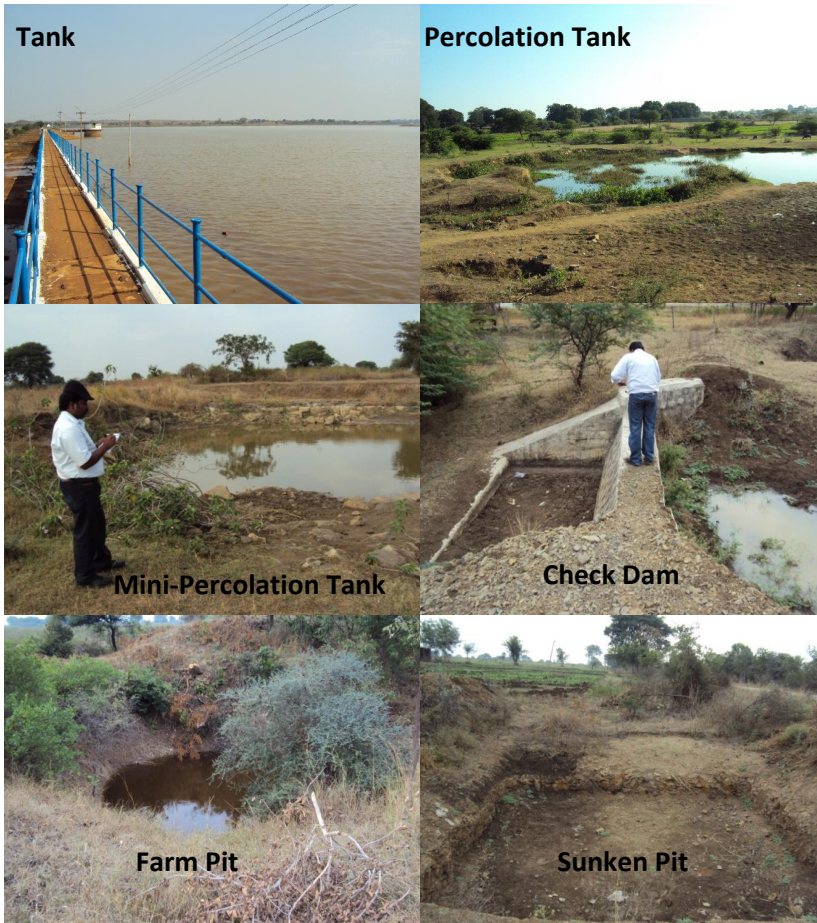 Tank
Percolation Tank
Mini-Percolation Tank
Check Dam
Farm Pit
Sunken Pit